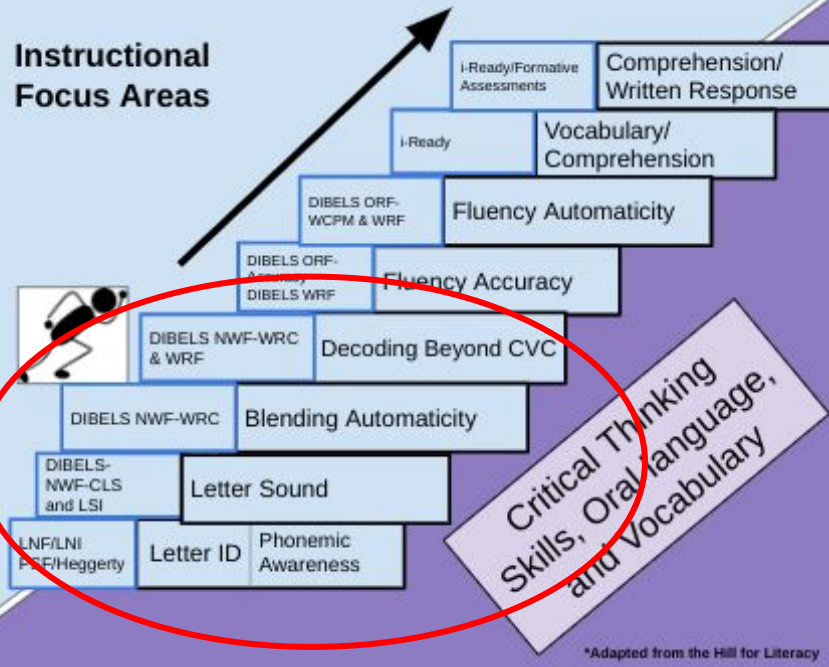 Instructional
Focus Areas
i-Ready/Formative
Assessments
Comprehension/
Written Response
i-Ready
Vocabulary/
Comprehension
DIBELS ORF-
WCPM & WRF
Fluency Automaticity
DIBELS ORF-
Accuracy
DIBELS WRF
Fluency Accuracy
DIBELS NWF-WRC
& WRF
Decoding Beyond CVC
DIBELS NWF-WRC
Blending Automaticity
DIBELS-
NWF-CLS
and LSI
Letter Sound
LNF/LNI
PSF/Heggerty
Letter ID
Phonemic
Awareness
Critical Thinking
Skills, Oral language,
and Vocabulary
*Adapted from the Hill for Literacy